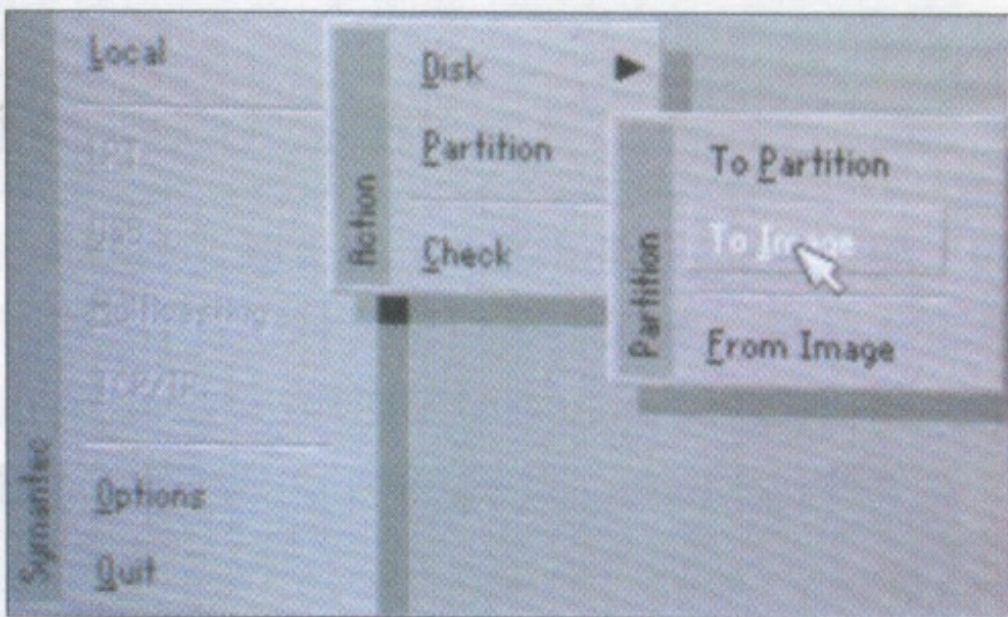 Local
Options
Quit
Symantec
Disk
Partition
Check
Action
To Partition
To Image
From Image
Partition